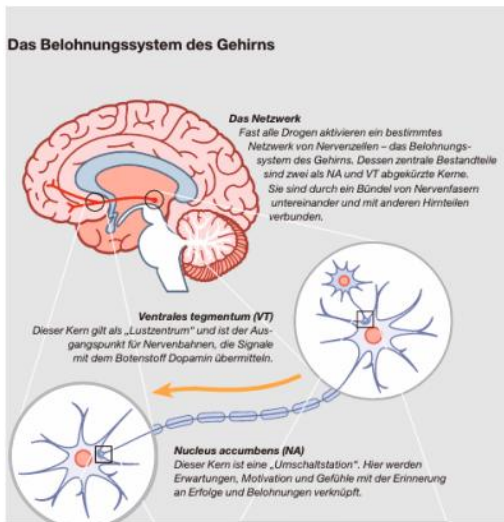 Das Belohnungssystem des Gehirns
Das Netzwerk
Fast alle Drogen aktivieren ein bestimmtes
Netzwerk von Nervenzellen – das Belohnungs-
system des Gehirns. Dessen zentrale Bestandteile
sind zwei als NA und VT abgekürzte Kerne.
Sie sind durch ein Bündel von Nervenfasern
untereinander und mit anderen Hirnteilen
verbunden.
Ventrales tegmentum (VT)
Dieser Kern gilt als „Lustzentrum“ und ist der Aus-
gangspunkt für Nervenbahnen, die Signale
mit dem Botenstoff Dopamin übermitteln.
Nucleus accumbens (NA)
Dieser Kern ist eine „Umschaltstation“. Hier werden
Erwartungen, Motivation und Gefühle mit der Erinnerung
an Erfolge und Belohnungen verknüpft.